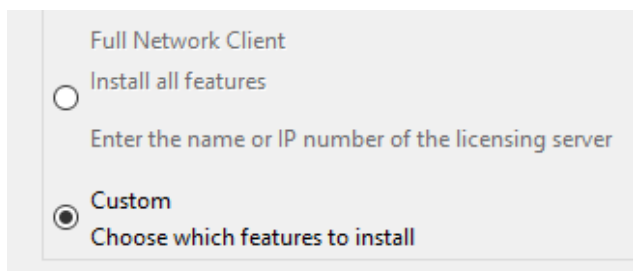 Full Network Client
Install all features
Enter the name or IP number of the licensing server
Custom
Choose which features to install